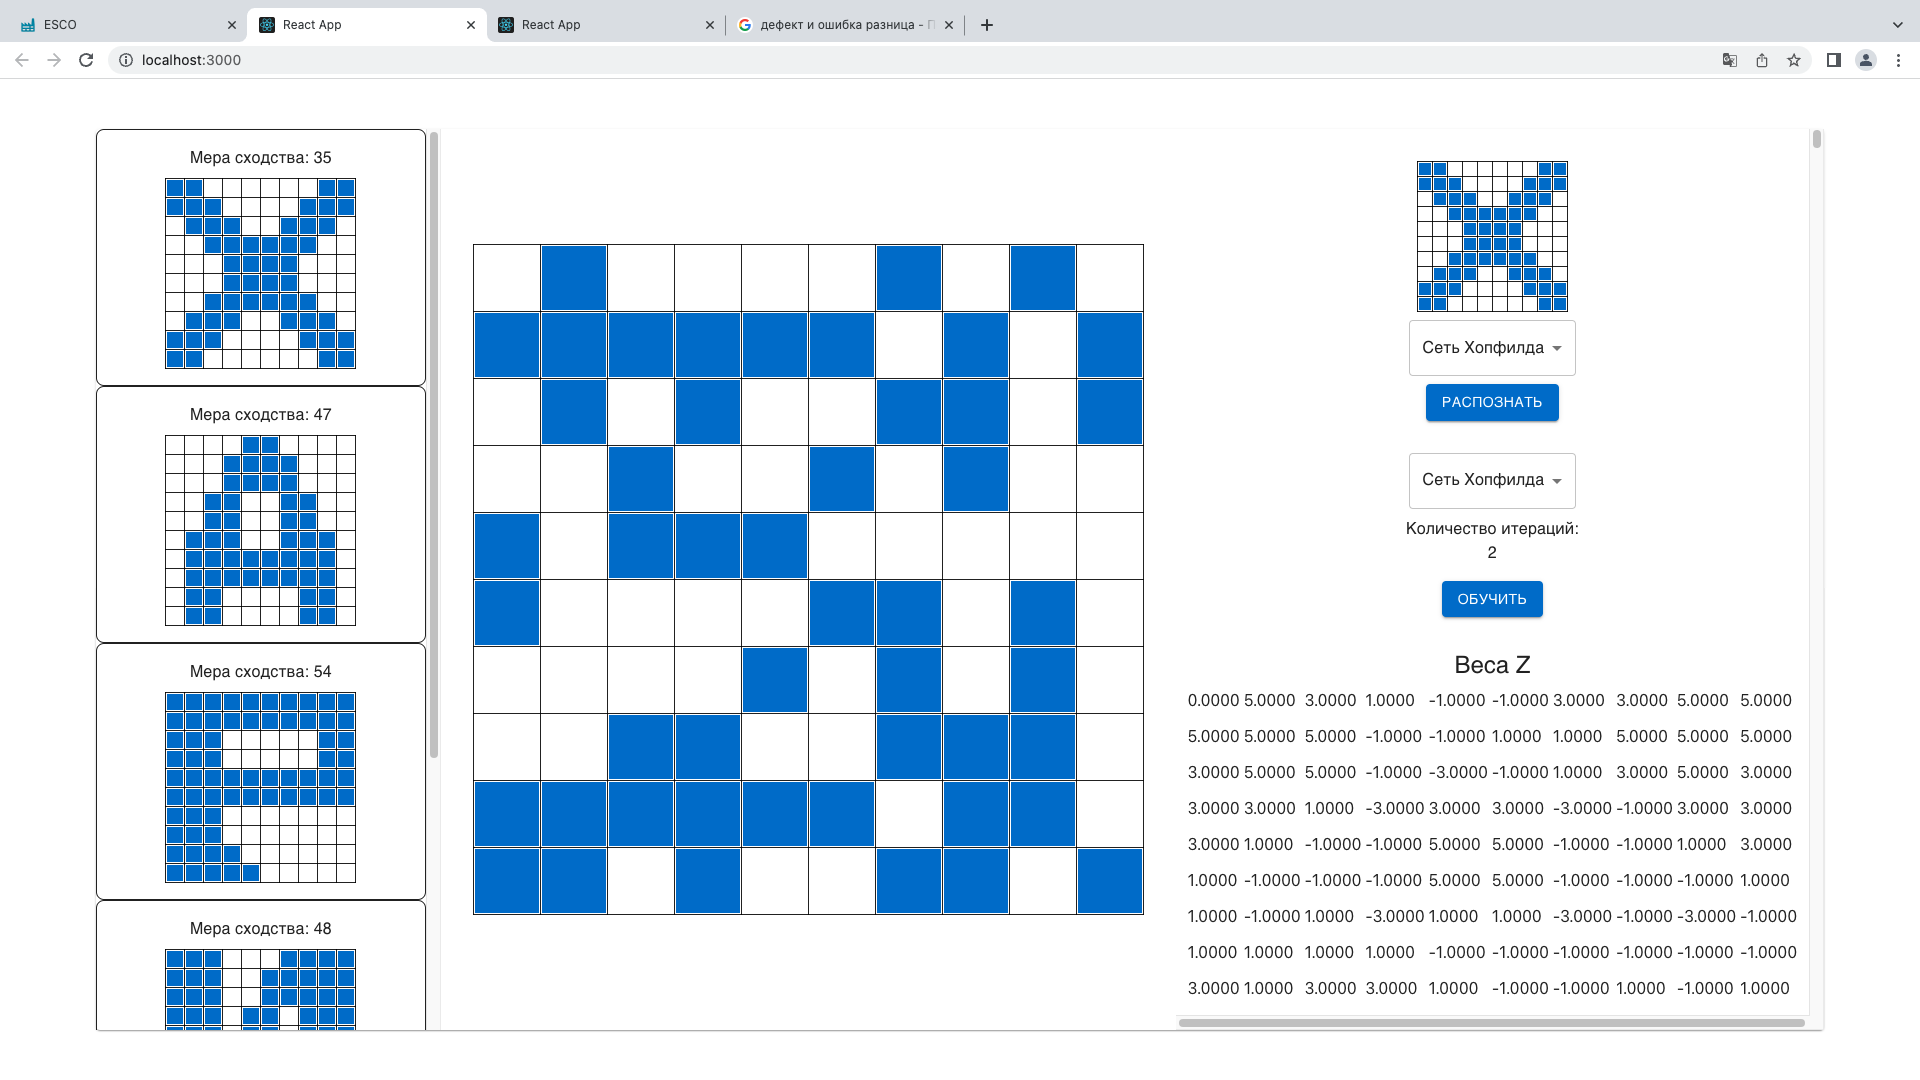 ESCO
React App
React App
дефект и ошибка разница -
localhost:3000
Мера сходства: 35
Мера сходства: 47
Мера сходства: 54
Мера сходства: 48
Сеть Хопфилда
РАСПОЗНАТЬ
Сеть Хопфилда
Количество итераций:
2
ОБУЧИТЬ
Веса Z
0.0000 5.0000 3.0000 1.0000 -1.0000 -1.0000 3.0000 3.0000 5.0000 5.0000
5.0000 5.0000 5.0000 -1.0000 -1.0000 1.0000 1.0000 5.0000 5.0000 5.0000
3.0000 5.0000 5.0000 -1.0000 -3.0000 -1.0000 1.0000 3.0000 5.0000 3.0000
3.0000 3.0000 1.0000 -3.0000 3.0000 3.0000 -3.0000 -1.0000 3.0000 3.0000
3.0000 1.0000 -1.0000 -1.0000 5.0000 5.0000 -1.0000 -1.0000 1.0000 3.0000
1.0000 -1.0000 -1.0000 -1.0000 5.0000 5.0000 -1.0000 -1.0000 -1.0000 1.0000
1.0000 -1.0000 1.0000 -3.0000 1.0000 1.0000 -3.0000 -1.0000 -3.0000 -1.0000
1.0000 1.0000 1.0000 1.0000 -1.0000 -1.0000 -1.0000 -1.0000 -1.0000 -1.0000
3.0000 1.0000 3.0000 3.0000 1.0000 -1.0000 -1.0000 1.0000 -1.0000 1.0000